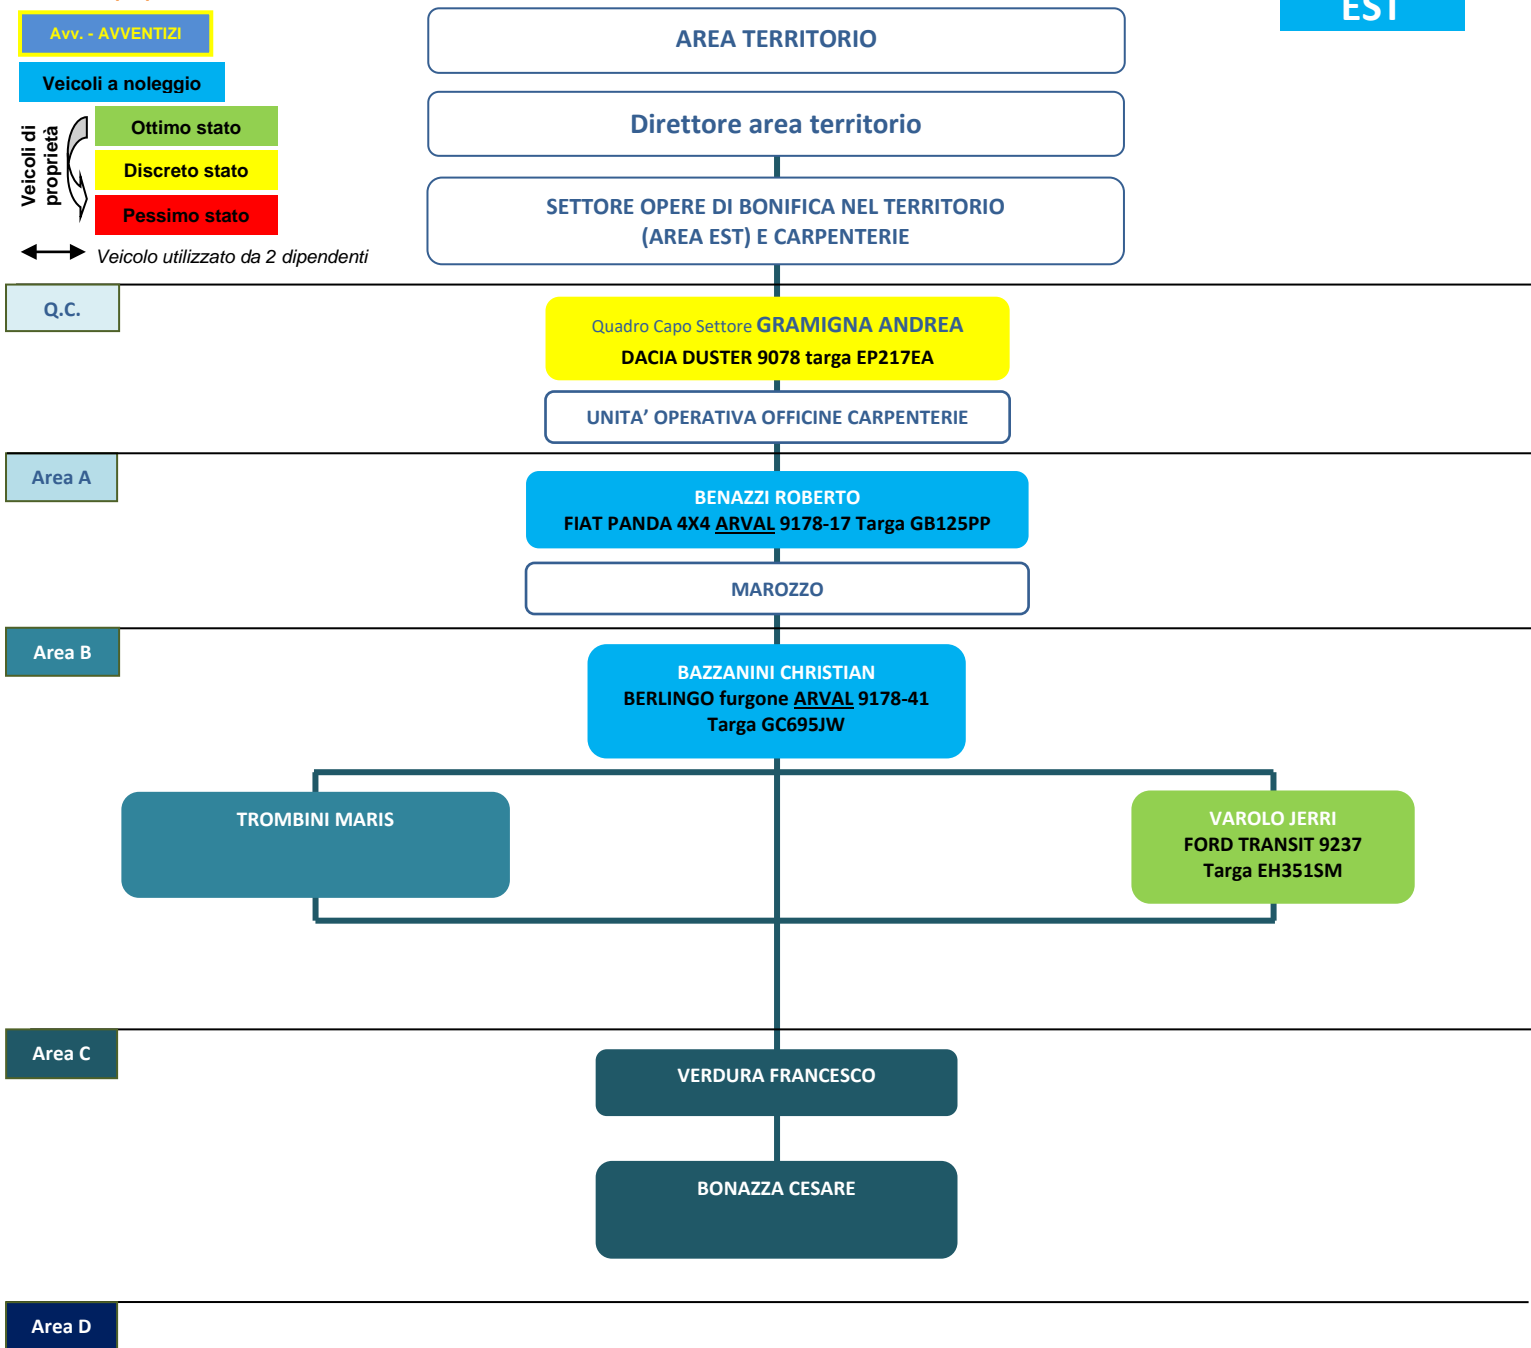 EST
Avv. - AVVENTIZI
Veicoli a noleggio
Veicoli di
proprietà
Ottimo stato
Discreto stato
Pessimo stato
Veicolo utilizzato da 2 dipendenti
AREA TERRITORIO
Direttore area territorio
SETTORE OPERE DI BONIFICA NEL TERRITORIO
(AREA EST) E CARPENTERIE
Q.C.
Quadro Capo Settore GRAMIGNA ANDREA
DACIA DUSTER 9078 targa EP217EA
UNITA’ OPERATIVA OFFICINE CARPENTERIE
Area A
BENAZZI ROBERTO
FIAT PANDA 4X4 ARVAL 9178-17 Targa GB125PP
MAROZZO
Area B
BAZZANINI CHRISTIAN
BERLINGO furgone ARVAL 9178-41
Targa GC695JW
TROMBINI MARIS
VAROLO JERRI
FORD TRANSIT 9237
Targa EH351SM
Area C
VERDURA FRANCESCO
BONAZZA CESARE
Area D